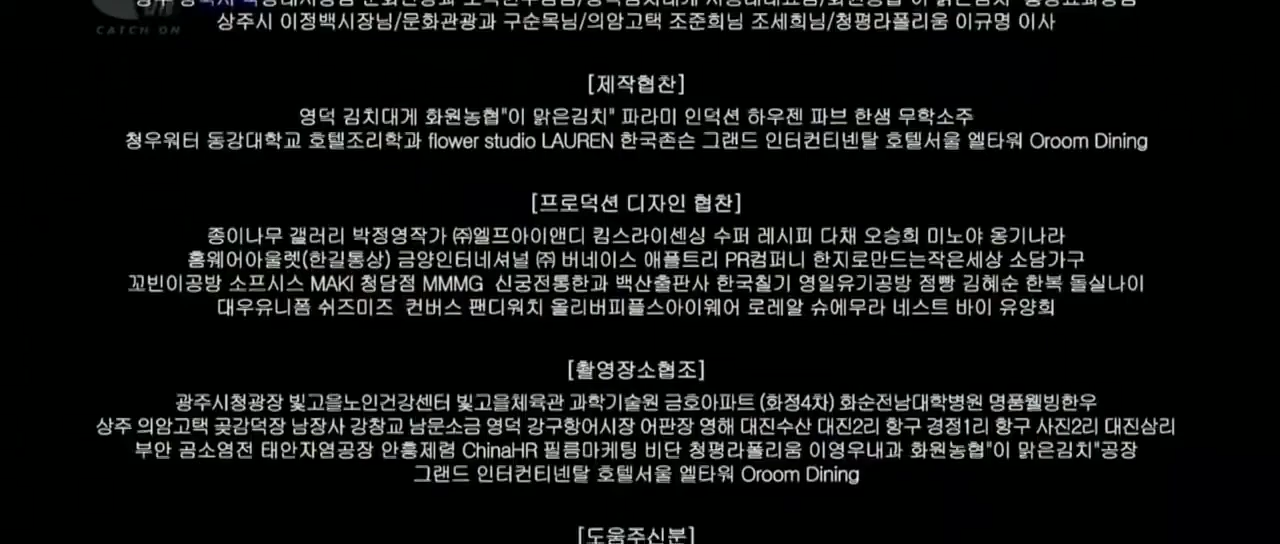 CATCH ON
상주시 이정백시장님/문화관광과 구순목님/의암고택 조준희님 조세희님/청평라폴리움 이규명 이사
[제작협찬]
영덕 김치대게 화원농협"이 맑은김치" 파라미 인덕션 하우젠 파브 한샘 무학소주
청우워터 동강대학교 호텔조리학과 flower studio LAUREN 한국존슨 그랜드 인터컨티넨탈 호텔서울 엘타워 Oroom Dining
[프로덕션 디자인 협찬]
종이나무 갤러리 박정영작가 ㈜엘프아이앤디 킴스라이센싱 수퍼 레시피 다채 오승희 미노야 옹기나라
홈웨어아울렛(한길통상) 금양인터네셔널 ㈜ 버네이스 애플트리 PR컴퍼니 한지로만드는작은세상 소담가구
꼬빈이공방 소프시스 MAKI 청담점 MMMG 신궁전통한과 백산출판사 한국칠기 영일유기공방 점빵 김혜순 한복 돌실나이
대우유니폼 쉬즈미즈 컨버스 팬디워치 올리버피플스아이웨어 로레알 슈에무라 네스트 바이 유양희
[촬영장소협조]
광주시청광장 빛고을노인건강센터 빛고을체육관 과학기술원 금호아파트 (화정4차) 화순전남대학병원 명품웰빙한우
상주 의암고택 곶감덕장 남장사 강창교 남문소금 영덕 강구항어시장 어판장 영해 대진수산 대진2리 항구 경정1리 항구 사진2리 대진삼리
부안 곰소염전 태안자염공장 안흥제렴 ChinaHR 필름마케팅 비단 청평라폴리움 이영우내과 화원농협"이 맑은김치"공장
그랜드 인터컨티넨탈 호텔서울 엘타워 Oroom Dining
[도움주신분]